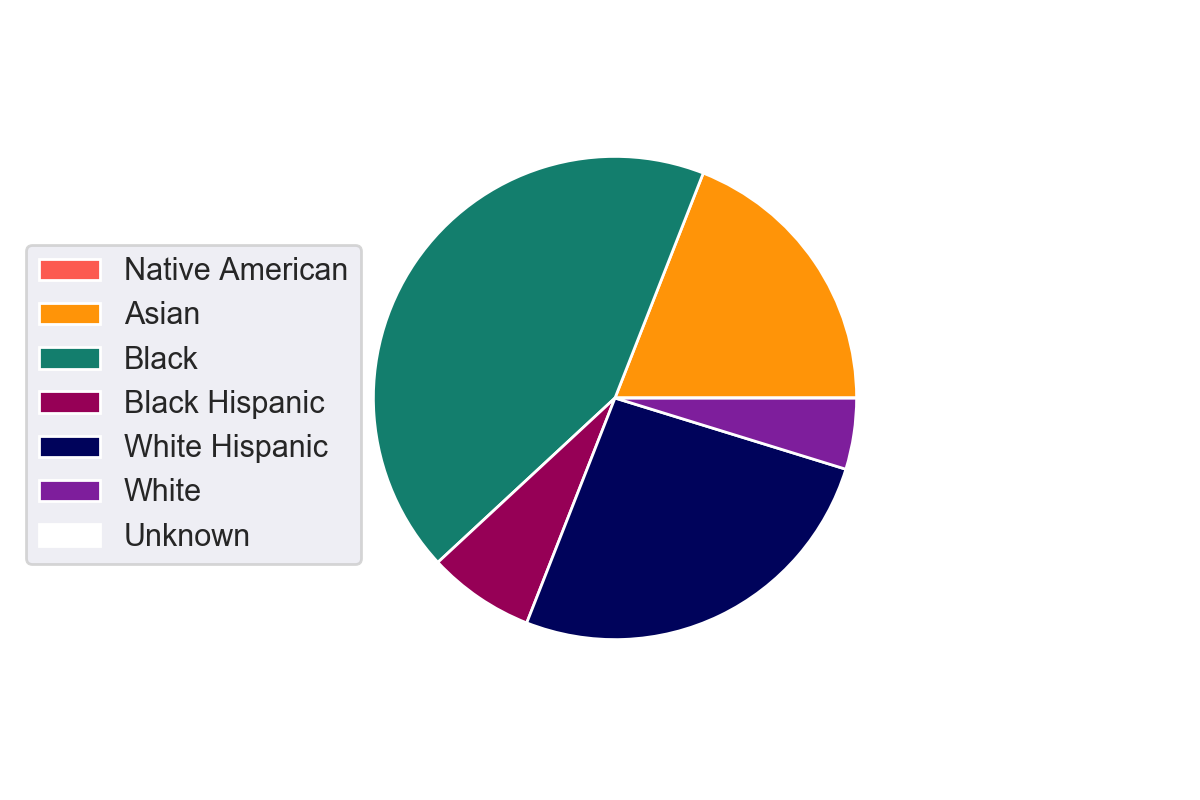 Native American
Asian
Black
Black Hispanic
White Hispanic
White
Unknown